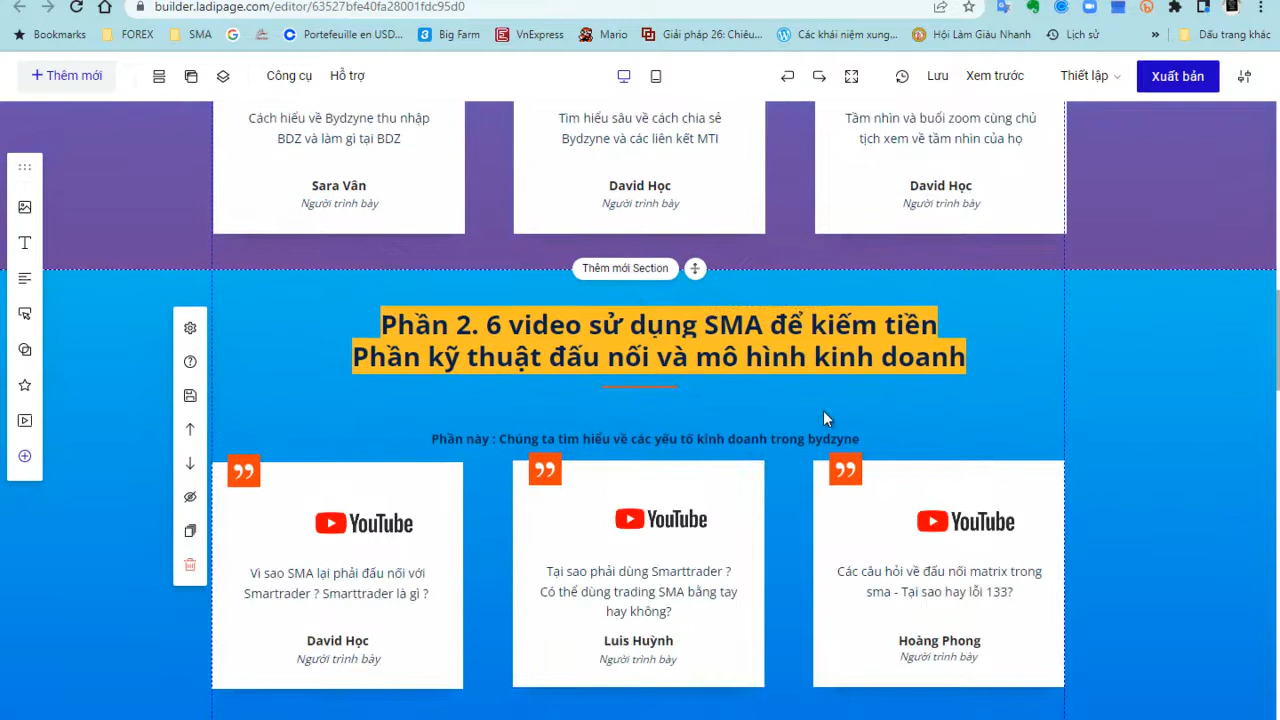 builder.ladipage.com/editor/63527bfe40fa28001fdc95d0
Bookmarks
FOREX
SMA
Portefeuille en USD...
Big Farm
VnExpress
Mario
Giải pháp 26: Chiêu...
Các khái niệm xung...
Hội Làm Giàu Nhanh
Lịch sử
»
Dấu trang khác
+ Thêm mới
Công cụ
Hỗ trợ
Lưu
Xem trước
Thiết lập
Xuất bản
Cách hiểu về Bydzyne thu nhập
BDZ và làm gì tại BDZ
Sara Vân
Người trình bày
Tìm hiểu sâu về cách chia sẻ
Bydzyne và các liên kết MTI
David Học
Người trình bày
Tầm nhìn và buổi zoom cùng chủ
tịch xem về tầm nhìn của họ
David Học
Người trình bày
Thêm mới Section
Phần 2. 6 video sử dụng SMA để kiếm tiền
Phần kỹ thuật đấu nối và mô hình kinh doanh
Phần này : Chúng ta tìm hiểu về các yếu tố kinh doanh trong bydzyne
YouTube
Vì sao SMA lại phải đấu nối với
Smartrader ? Smarttrader là gì ?
David Học
Người trình bày
YouTube
Tại sao phải dùng Smarttrader ?
Có thể dùng trading SMA bằng tay
hay không?
Luis Huỳnh
Người trình bày
YouTube
Các câu hỏi về đấu nối matrix trong
sma - Tại sao hay lỗi 133?
Hoàng Phong
Người trình bày